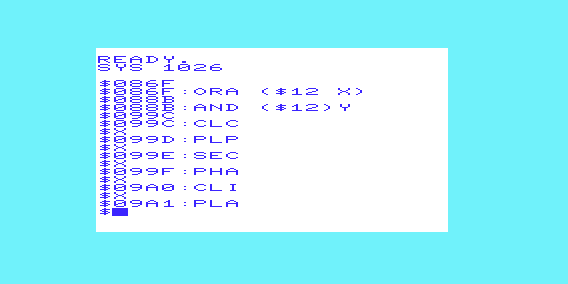 READY.
SYS 1026
$086F
$086F:ORA ($12 X)
$088B
$088B:AND ($12)Y
$099C
$099C:CLC
$X
$099D:PLP
$X
$099E:SEC
$X
$099F:PHA
$X
$09A0:CLI
$X
$09A1:PLA
$